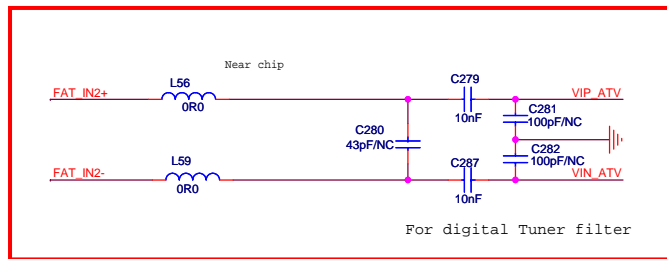 Near chip
L56
FAT_IN2+
0R0
C279
10nF
VIP_ATV
C281
100pF/NC
C280
43pF/NC
C282
100pF/NC
L59
FAT_IN2-
0R0
C287
10nF
VIN_ATV
For digital Tuner filter